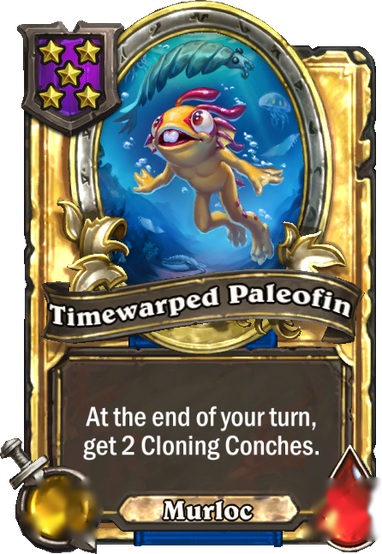 Timewarped Paleofin
At the end of your turn,
get 2 Cloning Conches.
Murloc